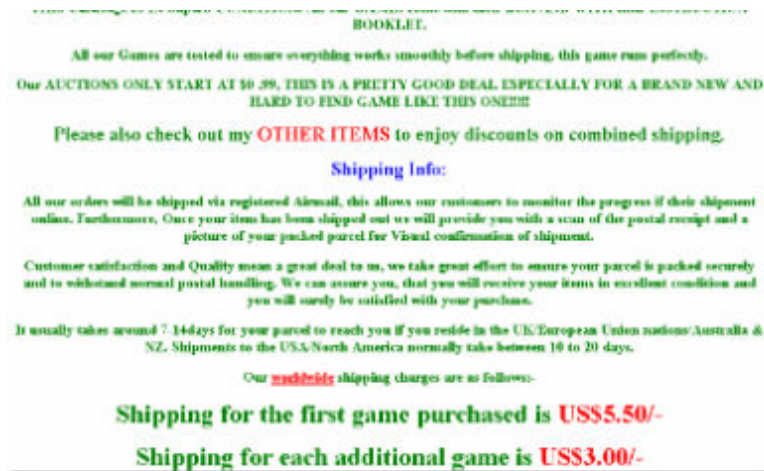 BOOKLET.
All our Games are tested to ensure everything works smoothly before shipping, this game runs perfectly.
Our AUCTIONS ONLY START AT $0 .99, THIS IS A PRETTY GOOD DEAL ESPECIALLY FOR A BRAND NEW AND
HARD TO FIND GAME LIKE THIS ONE!!!!!
Please also check out my OTHER ITEMS to enjoy discounts on combined shipping.
Shipping Info:
All our orders will be shipped via registered Airmail, this allows our customers to monitor the progress if their shipment
online. Furthermore, Once your item has been shipped out we will provide you with a scan of the postal receipt and a
picture of your packed parcel for Visual confirmation of shipment.
Customer satisfaction and Quality mean a great deal to us, we take great effort to ensure your parcel is packed securely
and to withstand normal postal handling. We can assure you, that you will receive your items in excellent condition and
you will surely be satisfied with your purchase.
It usually takes around 7-14days for your parcel to reach you if you reside in the UK/European Union nations/Australia &
NZ. Shipments to the USA/North America normally take between 10 to 20 days.
Our worldwide shipping charges are as follows:-
Shipping for the first game purchased is US$5.50/-
Shipping for each additional game is US$3.00/-